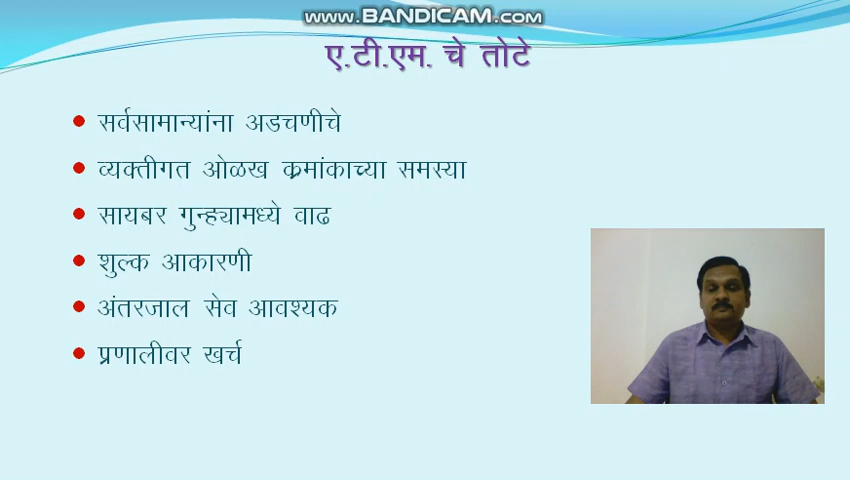 www.BANDICAM.com
ए.टी.एम. चे तोटे
सर्वसामान्यांना अडचणीचे
व्यक्तीगत ओळख क्रमांकाच्या समस्या
सायबर गुन्ह्यामध्ये वाढ
शुल्क आकारणी
अंतरजाल सेव आवश्यक
प्रणालीवर खर्च